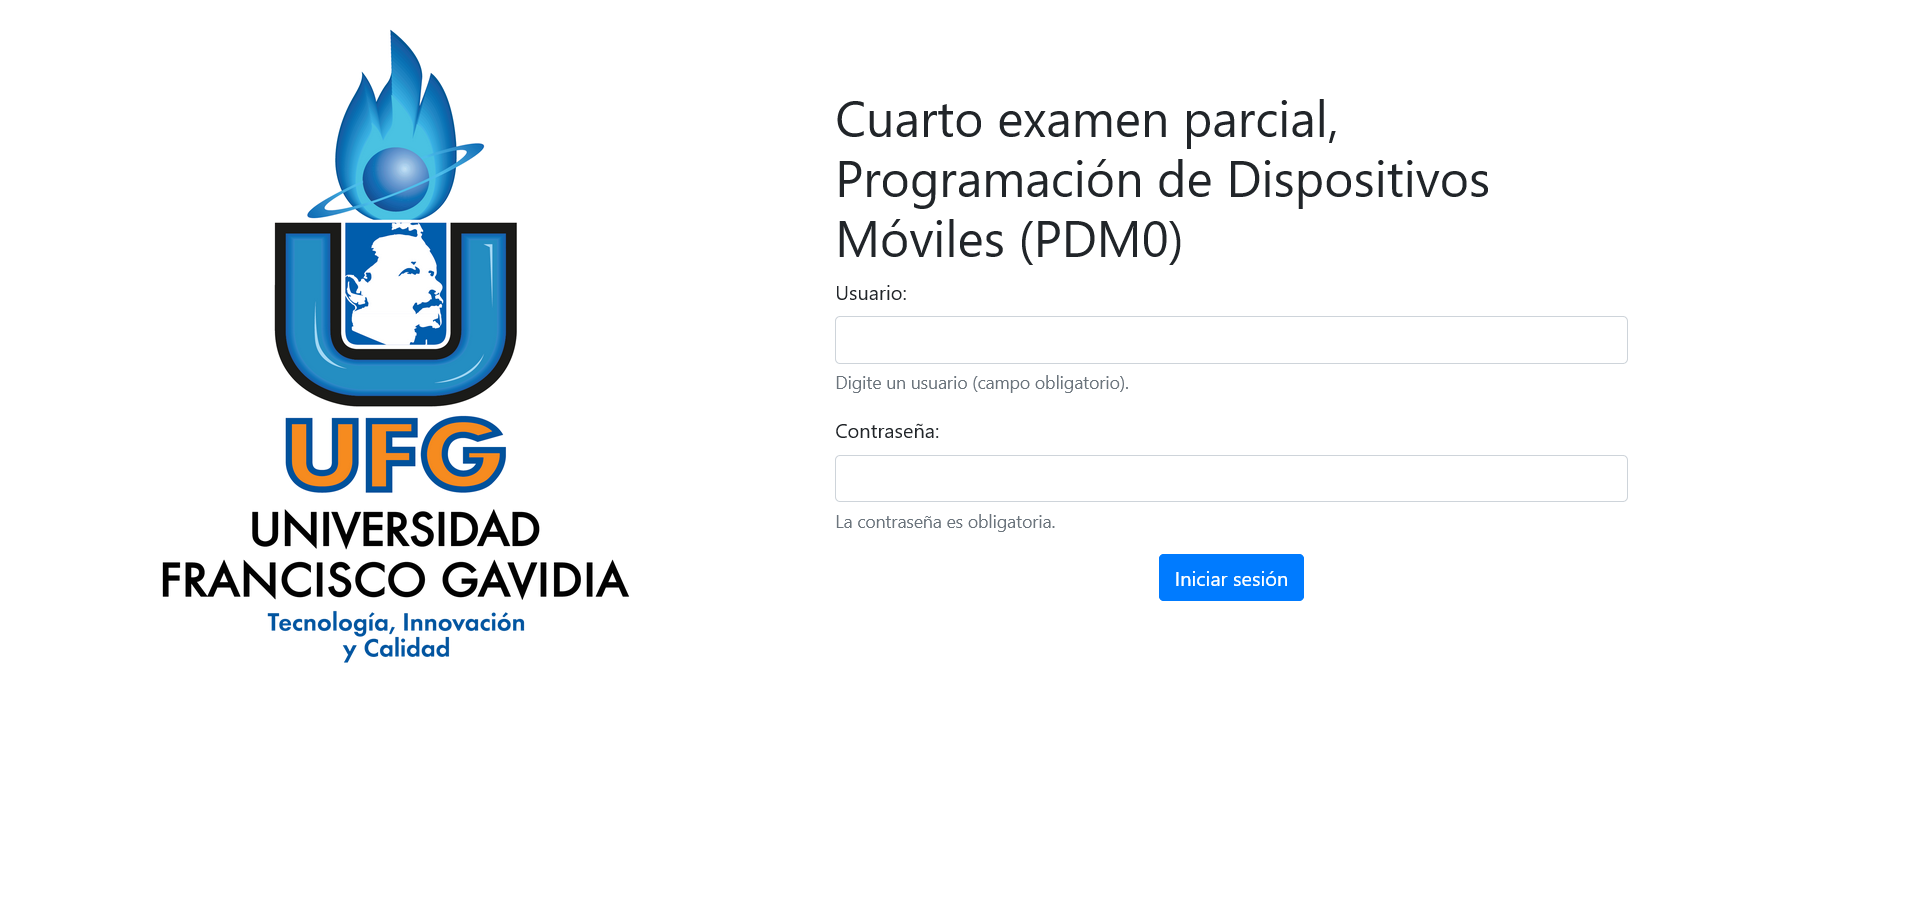 UFG
UNIVERSIDAD
FRANCISCO GAVIDIA
Tecnología, Innovación
y Calidad
Cuarto examen parcial,
Programación de Dispositivos
Móviles (PDM0)
Usuario:
Digite un usuario (campo obligatorio).
Contraseña:
La contraseña es obligatoria.
Iniciar sesión